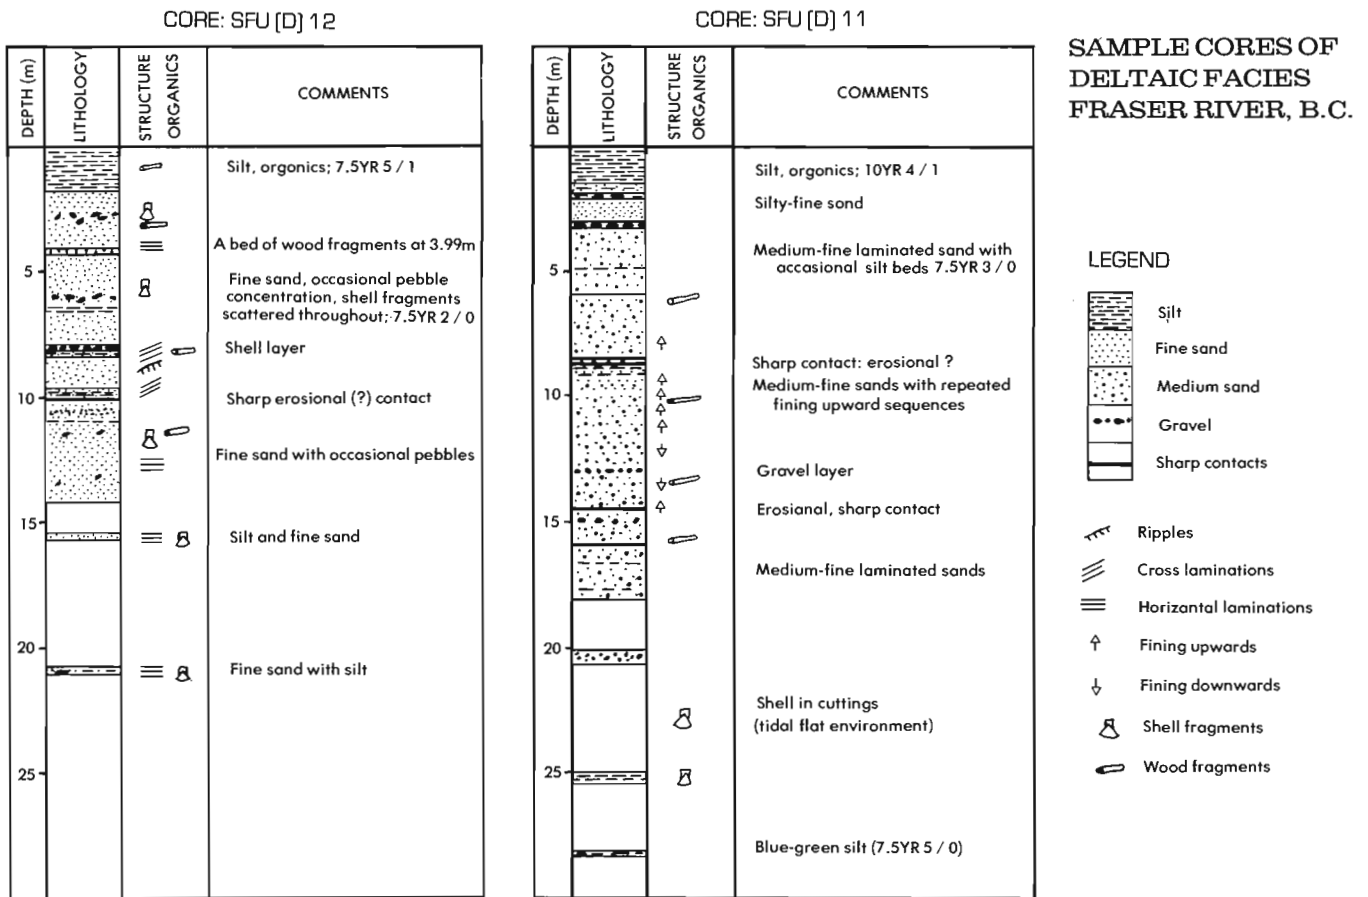 CORE: SFU [D] 12
DEPTH (m)
LITHOLOGY
STRUCTURE
ORGANICS
COMMENTS
Silt, orgonics; 7.5YR 5 / 1
A bed of wood fragments at 3.99m
5
Fine sand, occasional pebble
concentration, shell fragments
scattered throughout; 7.5YR 2 / 0
Shell layer
10
Sharp erosional (?) contact
Fine sand with occasional pebbles
15
Silt and fine sand
20
Fine sand with silt
25
CORE: SFU [D] 11
DEPTH (m)
LITHOLOGY
STRUCTURE
ORGANICS
COMMENTS
Silt, orgonics; 10YR 4 / 1
Silty-fine sond
Medium-fine laminated sand with
accasional silt beds 7.5YR 3 / 0
5
Sharp contact: erosional ?
Medium-fine sands with repeated
fining upward sequences
10
Gravel layer
Erosianal, sharp contact
15
Medium-fine laminated sands
20
Shell in cuttings
(tidal flat environment)
25
Blue-green silt (7.5YR 5 / 0)
SAMPLE CORES OF
DELTAIC FACIES
FRASER RIVER, B.C.
LEGEND
Silt
Fine sand
Medium sand
Gravel
Sharp contacts
Ripples
Cross laminations
Horizantal laminations
Fining upwards
Fining downwards
Shell fragments
Wood fragments